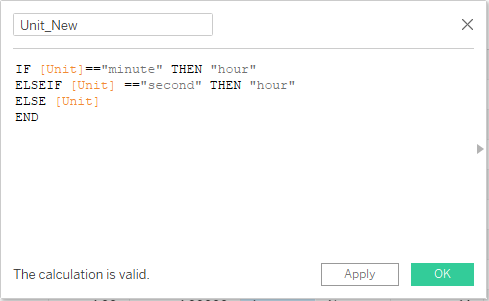 Unit_New
IF [Unit]=="minute" THEN "hour"
ELSEIF [Unit] =="second" THEN "hour"
ELSE [Unit]
END
The calculation is valid.
Apply
OK